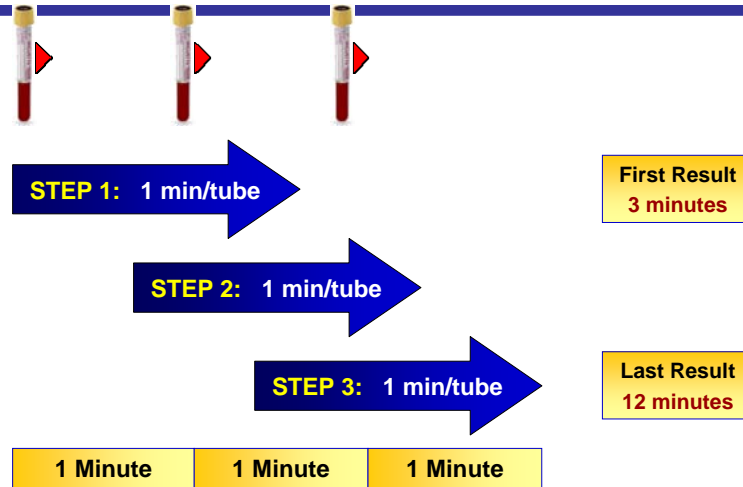 STEP 1: 1 min/tube
First Result
3 minutes
STEP 2: 1 min/tube
STEP 3: 1 min/tube
Last Result
12 minutes
1 Minute 1 Minute 1 Minute